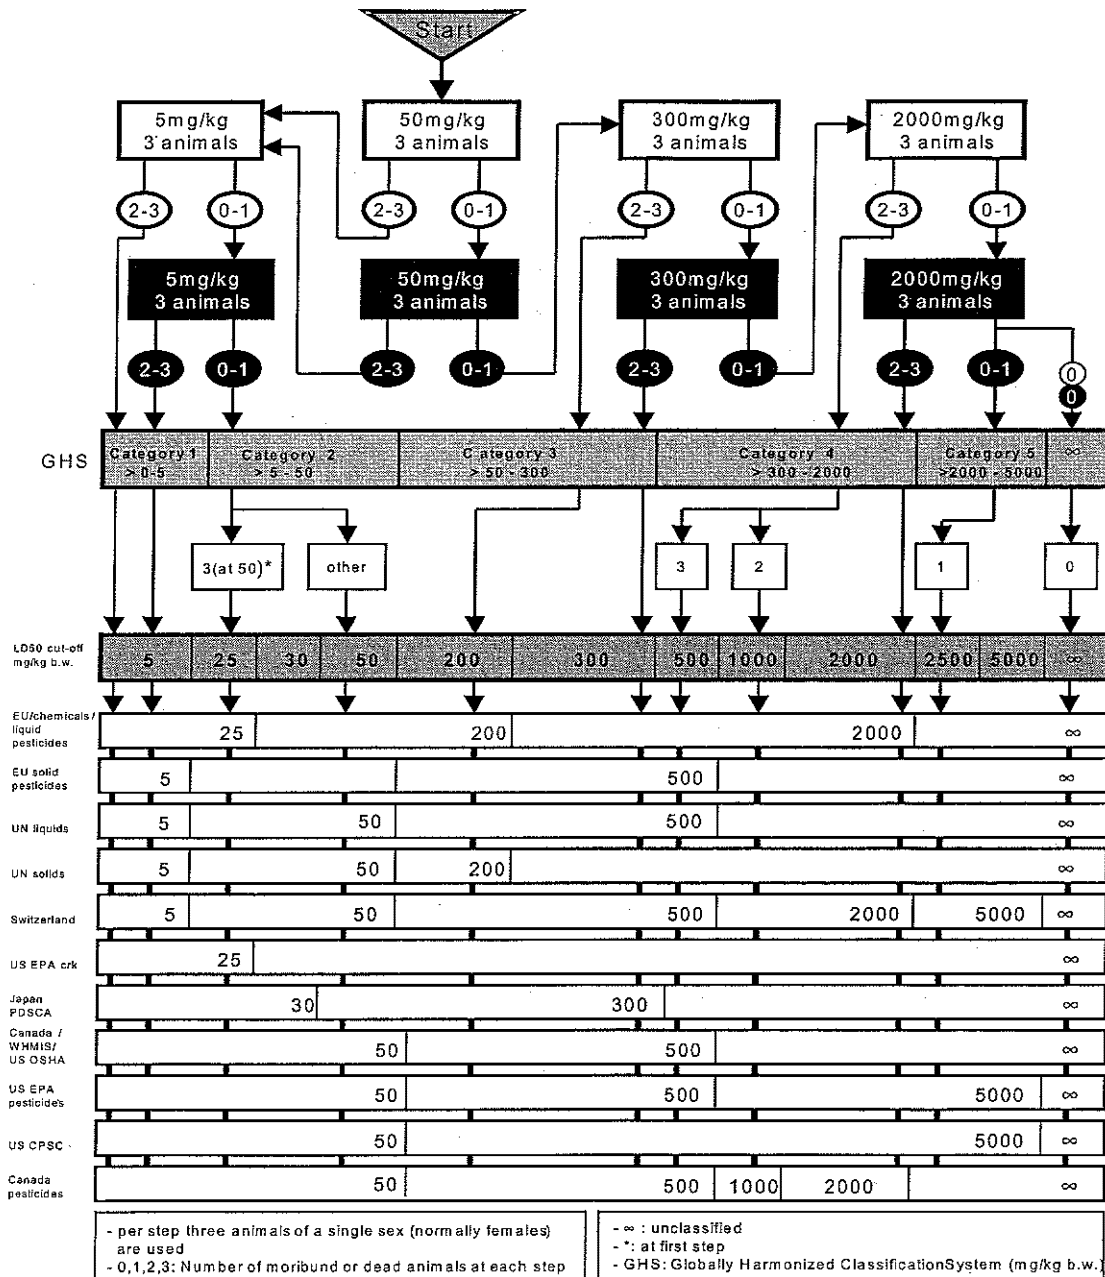 Start
5mg/kg
3 animals
50mg/kg
3 animals
300mg/kg
3 animals
2000mg/kg
3 animals
2-3
0-1
2-3
0-1
2-3
0-1
2-3
0-1
5mg/kg
3 animals
50mg/kg
3 animals
300mg/kg
3 animals
2000mg/kg
3 animals
2-3
0-1
2-3
0-1
2-3
0-1
2-3
0-1
0
0
GHS
Category 1
> 0-5
Category 2
> 5 - 50
Category 3
> 50 - 300
Category 4
> 300 -2000
Category 5
>2000 - 5000
∞
3(at 50)*
other
3
2
1
0
LD50 cut-off
mg/kg b.w.
5
25
30
50
200
300
500
1000
2000
2500
5000
∞
EU/chemicals/
liquid
pesticides
25
200
2000
∞
EU solid
pesticides
5
500
∞
UN liquids
5
50
500
∞
UN solids
5
50
200
∞
Switzerland
5
50
500
2000
5000
∞
US EPA crk
25
∞
Japan
PDSCA
30
300
∞
Canada /
WHMIS/
US OSHA
50
500
∞
US EPA
pesticides
50
500
5000
∞
US CPSC
50
5000
∞
Canada
pesticides
50
500
1000
2000
∞
- per step three animals of a single sex (normally females)
are used
- 0,1,2,3: Number of moribund or dead animals at each step
- ∞ : unclassified
- *: at first step
- GHS: Globally Harmonized ClassificationSystem (mg/kg b.w.)